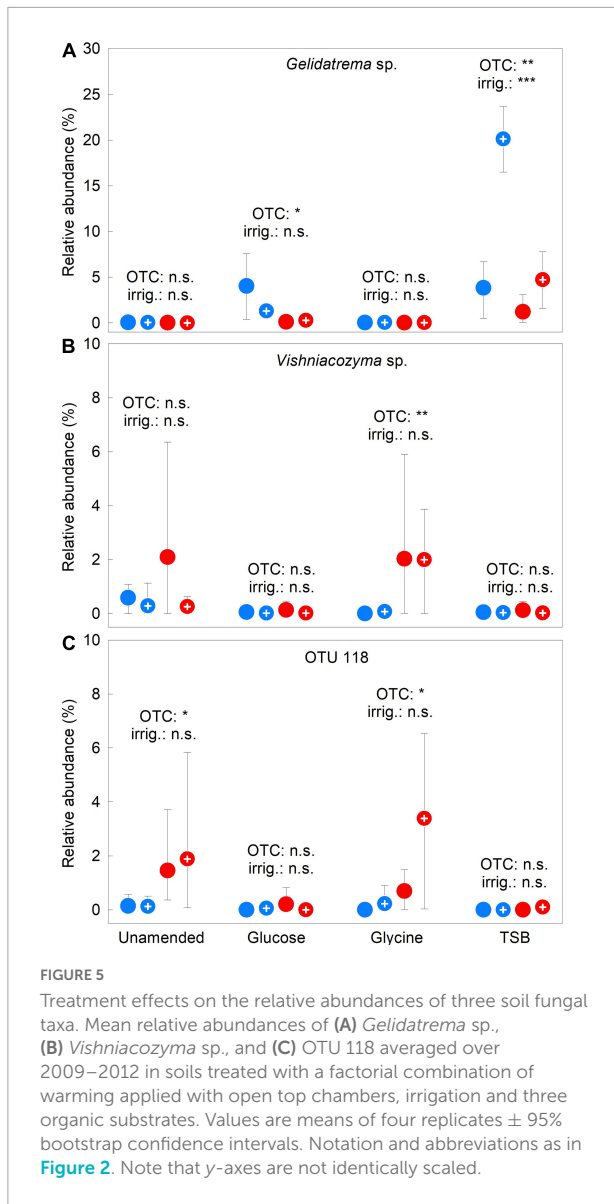 A
Gelidatrema sp.
Relative abundance (%)
30
25
20
15
10
5
0
OTC: n.s.
irrig.: n.s.
OTC: *
irrig.: n.s.
OTC: n.s.
irrig.: n.s.
OTC: **
irrig.: ***
B
Vishniacozyma sp.
Relative abundance (%)
10
8
6
4
2
0
OTC: n.s.
irrig.: n.s.
OTC: n.s.
irrig.: n.s.
OTC: **
irrig.: n.s.
OTC: n.s.
irrig.: n.s.
C
OTU 118
Relative abundance (%)
10
8
6
4
2
0
OTC: *
irrig.: n.s.
OTC: n.s.
irrig.: n.s.
OTC: *
irrig.: n.s.
OTC: n.s.
irrig.: n.s.
Unamended Glucose Glycine TSB
FIGURE 5
Treatment effects on the relative abundances of three soil fungal
taxa. Mean relative abundances of (A) Gelidatrema sp.,
(B) Vishniacozyma sp., and (C) OTU 118 averaged over
2009–2012 in soils treated with a factorial combination of
warming applied with open top chambers, irrigation and three
organic substrates. Values are means of four replicates ± 95%
bootstrap confidence intervals. Notation and abbreviations as in
Figure 2. Note that y-axes are not identically scaled.